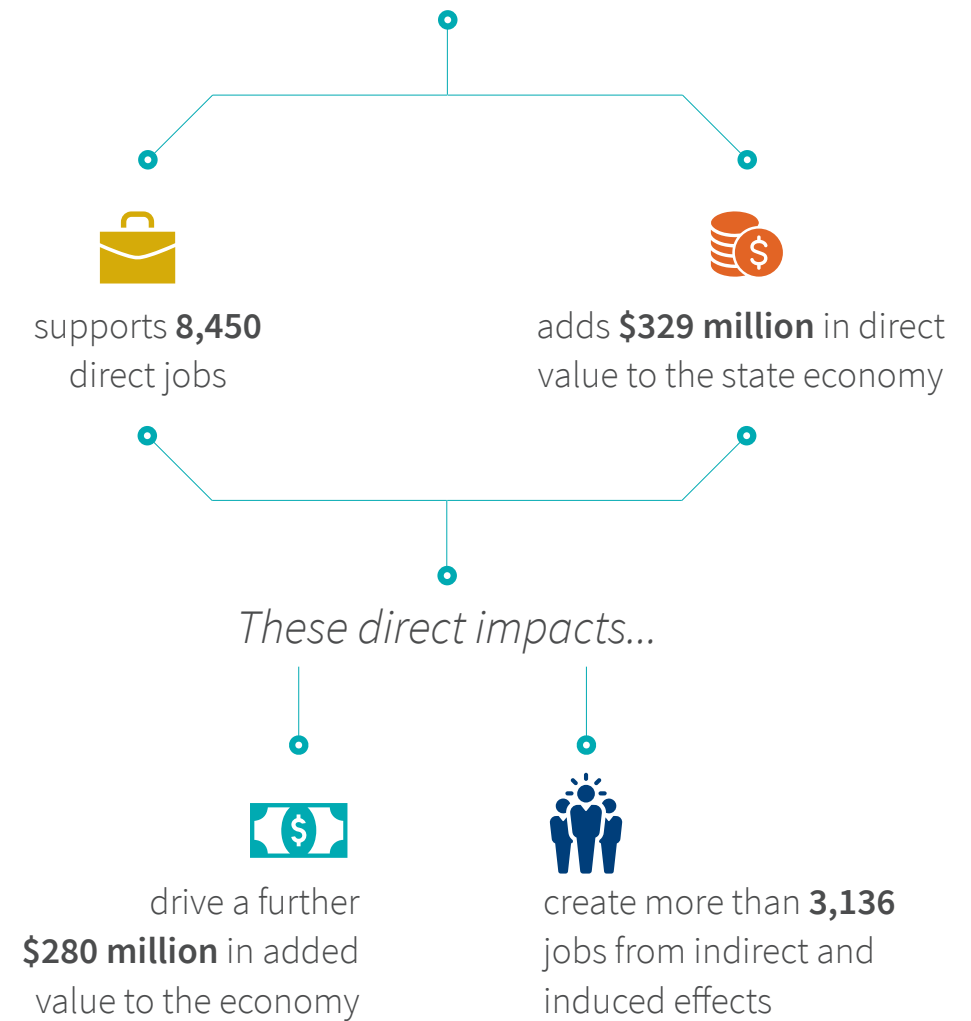 supports 8,450
direct jobs
adds $329 million in direct
value to the state economy
These direct impacts...
drive a further
$280 million in added
value to the economy
create more than 3,136
jobs from indirect and
induced effects